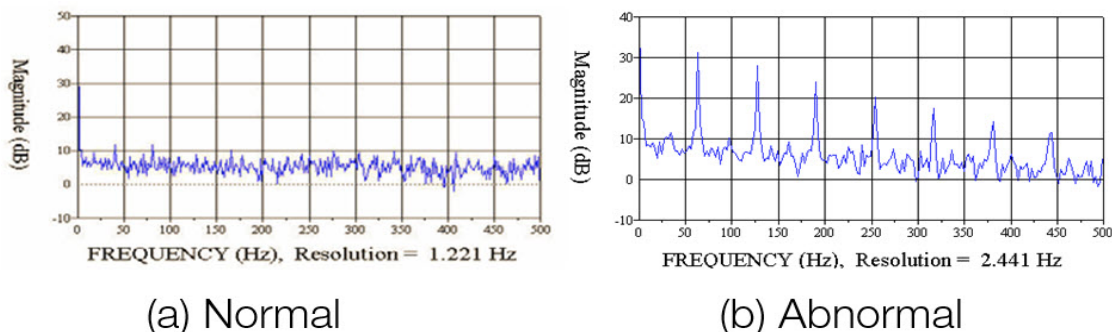 50
40
30
20
10
0
-10
Magnitude (dB)
0 50 100 150 200 250 300 350 400 450 500
FREQUENCY (Hz), Resolution = 1.221 Hz
(a) Normal
40
30
20
10
0
-10
Magnitude (dB)
0 50 100 150 200 250 300 350 400 450 500
FREQUENCY (Hz), Resolution = 2.441 Hz
(b) Abnormal